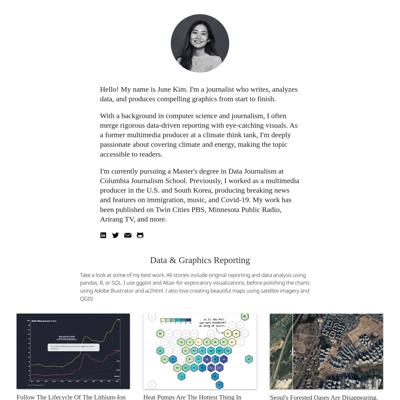 Hello! My name is June Kim. I'm a journalist who writes, analyzes
data, and produces compelling graphics from start to finish.
With a background in computer science and journalism, I often
merge rigorous data-driven reporting with eye-catching visuals. As
a former multimedia producer at a climate think tank, I'm deeply
passionate about covering climate and energy, making the topic
accessible to readers.
I'm currently pursuing a Master's degree in Data Journalism at
Columbia Journalism School. Previously, I worked as a multimedia
producer in the U.S. and South Korea, producing breaking news
and features on immigration, music, and Covid-19. My work has
been published on Twin Cities PBS, Minnesota Public Radio,
Arirang TV, and more.
Data & Graphics Reporting
Take a look at some of my best work. All stories include original reporting and data analysis using
pandas, R, or SQL. I use ggplot and Altair for exploratory visualizations, before polishing the charts
using Adobe Illustrator and ai2html. I also love creating beautiful maps using satellite imagery and
QGIS!
Follow The Lifecycle Of The Lithium-Ion
Heat Pumps Are The Hottest Thing In
Seoul's Forested Oases Are Disappearing,